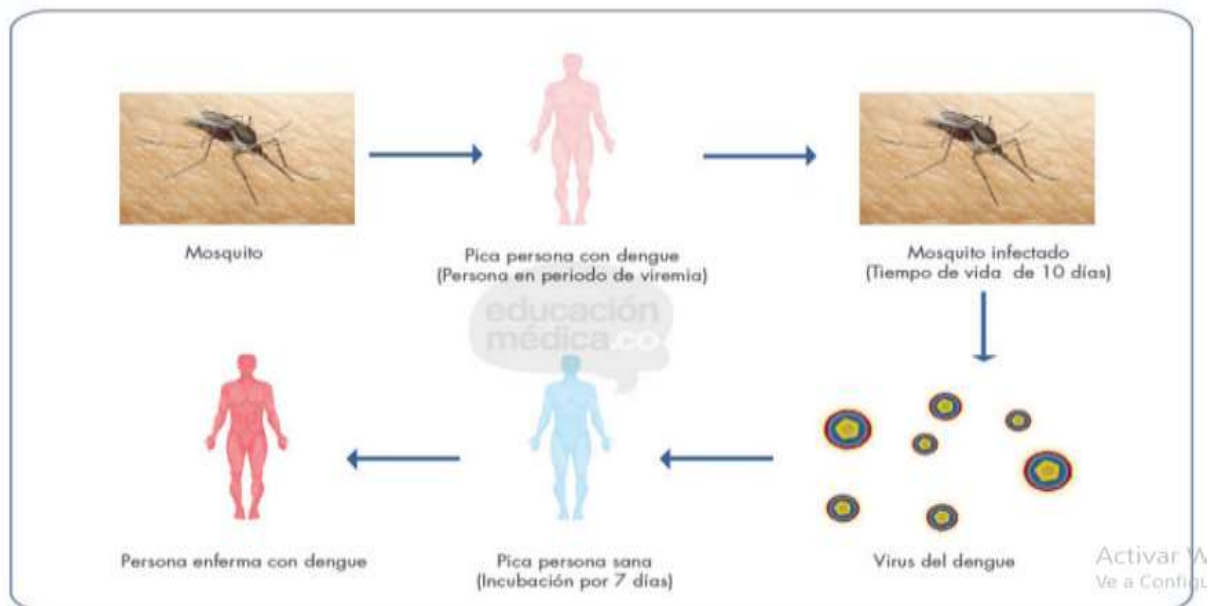 Mosquito
Pica persona con dengue
(Persona en periodo de viremia)
Mosquito infectado
(Tiempo de vida de 10 días)
educación
médica.co
Persona enferma con dengue
Pica persona sana
(Incubación por 7 días)
Virus del dengue
Activar
Ve a